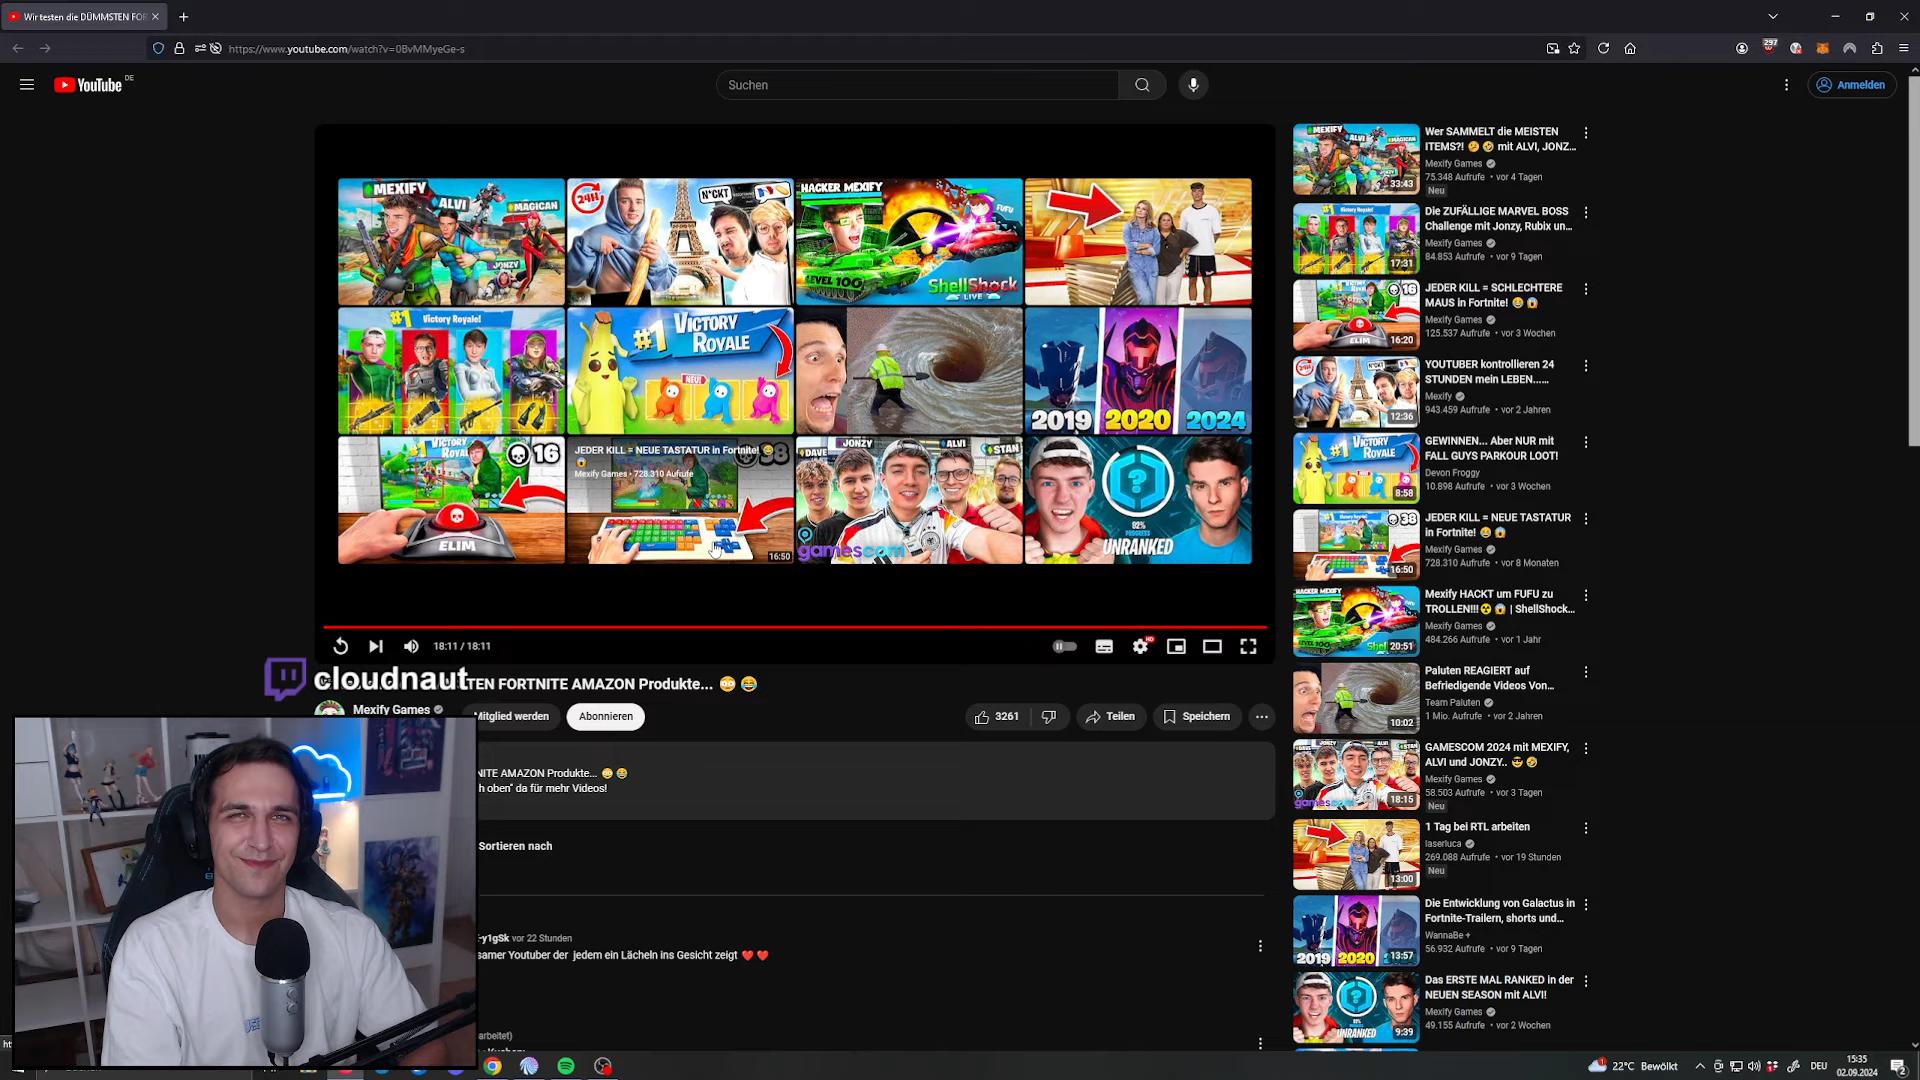 Wir testen die DÜMMSTEN FOR
https://www.youtube.com/watch?v=0BvMMyeGe-s
297
YouTube DE
Suchen
Anmelden
MEXIFY
ALVI
MAGICAN
JONZY
24H
N*CKT
HACKER MEXIFY
FUFU
LEVEL 100
ShellShock
LIVE
#1 Victory Royale!
#1 VICTORY
ROYALE
NEU!
2019
2020
2024
16
ELIM
JEDER KILL = NEUE TASTATUR in Fortnite!
Mexify Games • 728.310 Aufrufe
38
16:50
DAVE
JONZY
ALVI
STAN
gamescom
92%
PROGRESS
UNRANKED
18:11 / 18:11
HD
cloudnaut
TEN FORTNITE AMAZON Produkte... 😳 😂
Mexify Games
Mitglied werden
Abonnieren
3261
Teilen
Speichern
NITE AMAZON Produkte... 😳 😂
h oben" da für mehr Videos!
Sortieren nach
-y1gSk vor 22 Stunden
samer Youtuber der jedem ein Lächeln ins Gesicht zeigt ❤️ ❤️
arbeitet)
Wer SAMMELT die MEISTEN
ITEMS?! 🤔 🤣 mit ALVI, JONZ...
Mexify Games
75.348 Aufrufe • vor 4 Tagen
Neu
33:43
Die ZUFÄLLIGE MARVEL BOSS
Challenge mit Jonzy, Rubix un...
Mexify Games
84.853 Aufrufe • vor 9 Tagen
17:31
JEDER KILL = SCHLECHTERE
MAUS in Fortnite! 😂 😱
Mexify Games
125.537 Aufrufe • vor 3 Wochen
16:20
YOUTUBER kontrollieren 24
STUNDEN mein LEBEN......
Mexify
943.459 Aufrufe • vor 2 Jahren
12:36
GEWINNEN... Aber NUR mit
FALL GUYS PARKOUR LOOT!
Devon Froggy
10.898 Aufrufe • vor 3 Wochen
8:58
JEDER KILL = NEUE TASTATUR
in Fortnite! 😂 😱
Mexify Games
728.310 Aufrufe • vor 8 Monaten
16:50
Mexify HACKT um FUFU zu
TROLLEN!!!☢️ 😱 | ShellShock...
Mexify Games
484.266 Aufrufe • vor 1 Jahr
20:51
Paluten REAGIERT auf
Befriedigende Videos Von...
Team Paluten
1 Mio. Aufrufe • vor 2 Jahren
10:02
GAMESCOM 2024 mit MEXIFY,
ALVI und JONZY.. 😎 🤣
Mexify Games
58.503 Aufrufe • vor 3 Tagen
Neu
18:15
1 Tag bei RTL arbeiten
laserluca
269.088 Aufrufe • vor 19 Stunden
Neu
13:00
Die Entwicklung von Galactus in
Fortnite-Trailern, shorts und...
WannaBe +
56.932 Aufrufe • vor 9 Tagen
13:57
Das ERSTE MAL RANKED in der
NEUEN SEASON mit ALVI!
Mexify Games
49.155 Aufrufe • vor 2 Wochen
9:39
22°C Bewölkt
DEU
15:35
02.09.2024